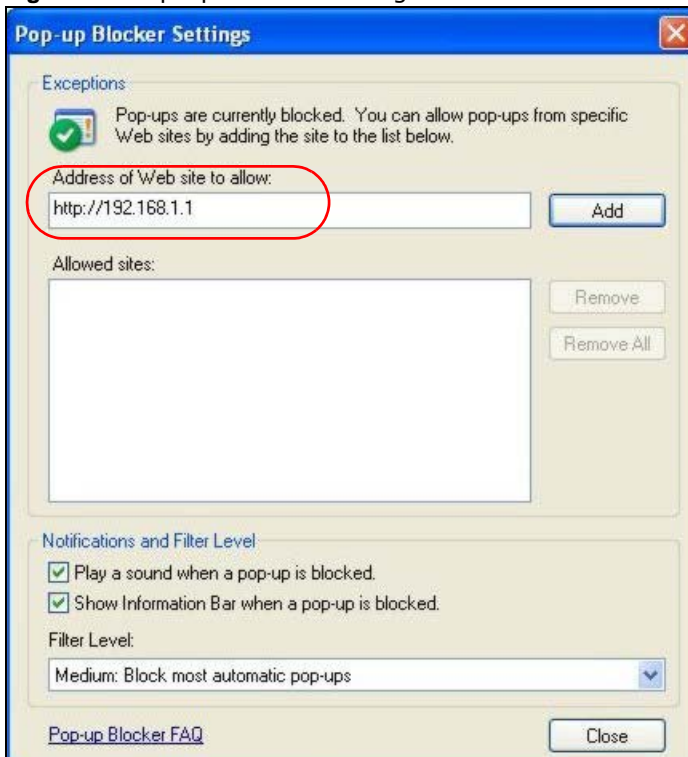 Pop-up Blocker Settings
Exceptions
Pop-ups are currently blocked. You can allow pop-ups from specific
Web sites by adding the site to the list below.
Address of Web site to allow:
http://192.168.1.1
Add
Allowed sites:
Remove
Remove All
Notifications and Filter Level
Play a sound when a pop-up is blocked.
Show Information Bar when a pop-up is blocked.
Filter Level:
Medium: Block most automatic pop-ups
Pop-up Blocker FAQ
Close